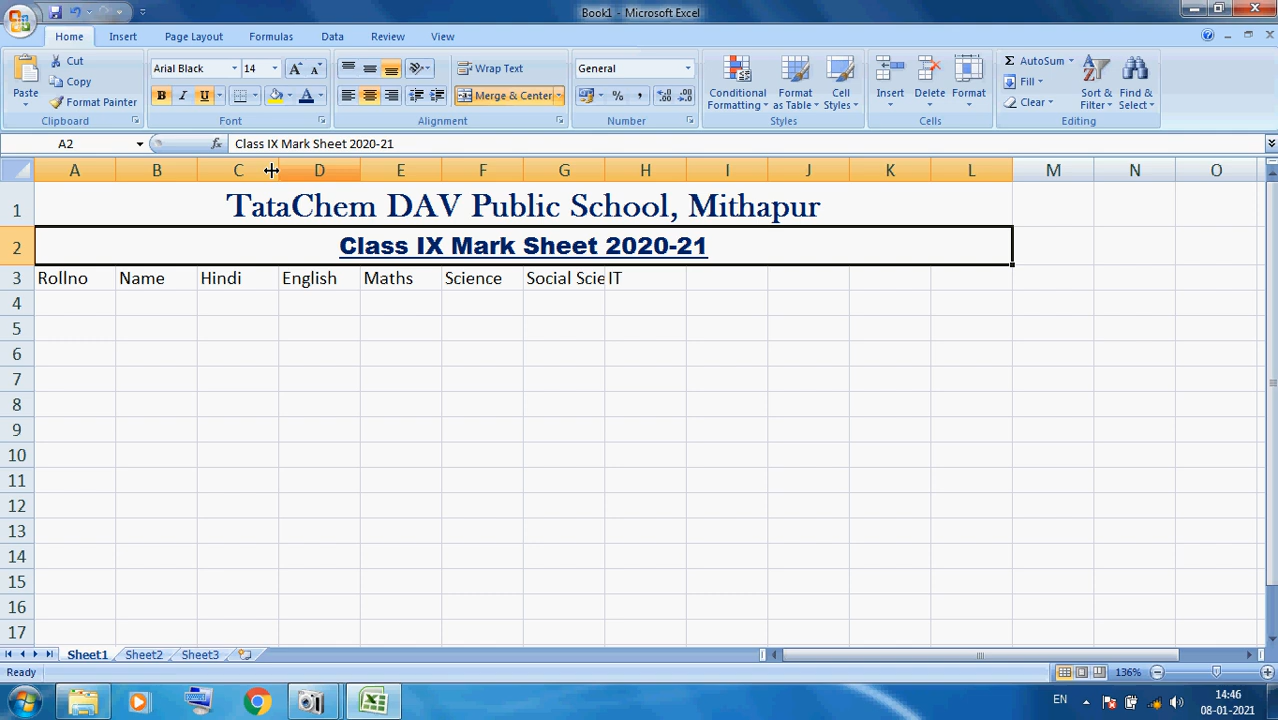 Book1 - Microsoft Excel
Home Insert Page Layout Formulas Data Review View
Paste Cut Copy Format Painter Clipboard
Arial Black 14 A A B I U A Font
Wrap Text Merge & Center Alignment
General % , .0 .00 .00 .0 Number
Conditional Formatting Format as Table Cell Styles Styles
Insert Delete Format Cells
Σ AutoSum Fill Clear Sort & Filter Find & Select Editing
A2 fx Class IX Mark Sheet 2020-21
A B C D E F G H I J K L M N O
1 TataChem DAV Public School, Mithapur
2 Class IX Mark Sheet 2020-21
3 Rollno Name Hindi English Maths Science Social Scie IT
4
5
6
7
8
9
10
11
12
13
14
15
16
17
Sheet1 Sheet2 Sheet3
Ready 136%
EN 14:46
08-01-2021